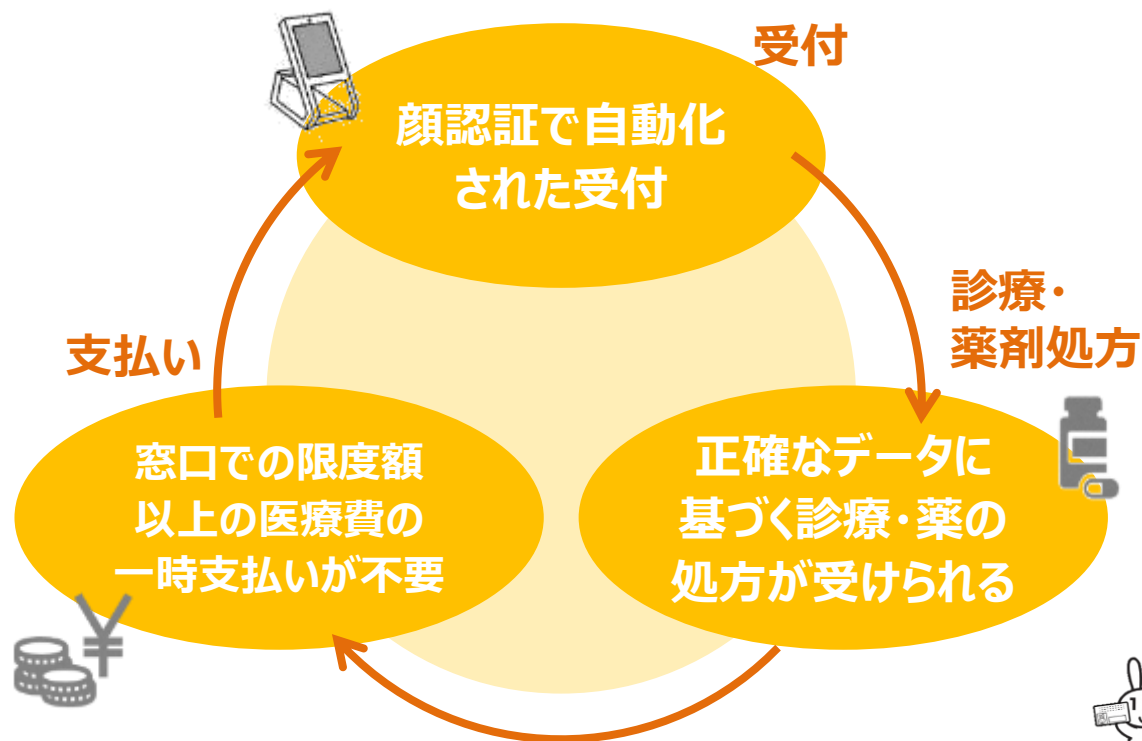 受付
顔認証で自動化
された受付
診療・
薬剤処方
正確なデータに
基づく診療・薬の
処方が受けられる
支払い
窓口での限度額
以上の医療費の
一時支払いが不要
¥